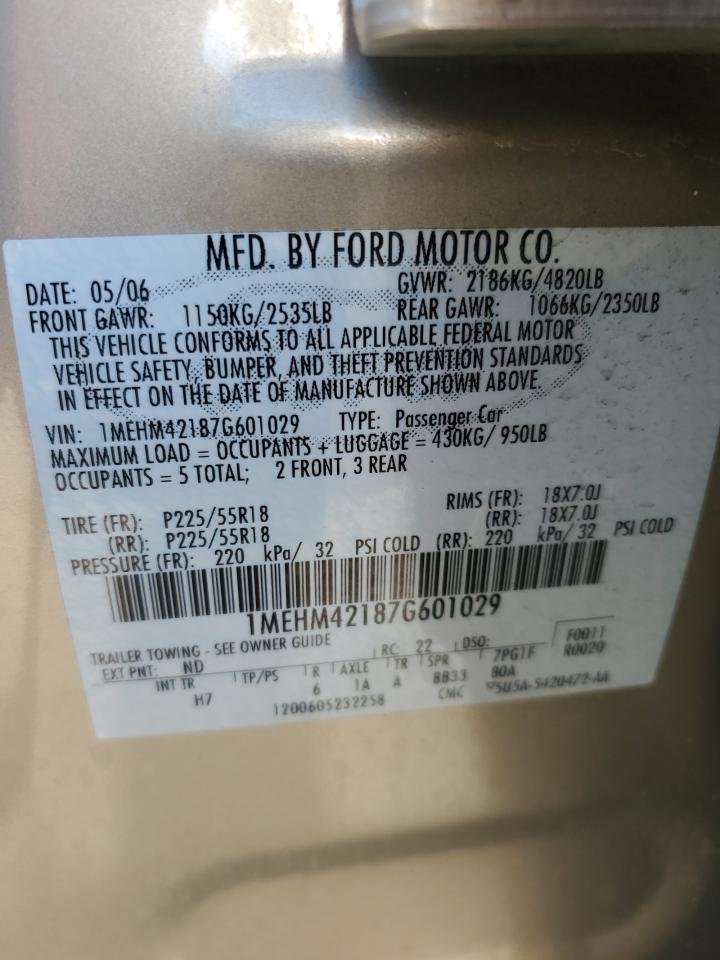 MFD. BY FORD MOTOR CO.
DATE: 05/06 GVWR: 2186KG/4820LB
FRONT GAWR: 1150KG/2535LB REAR GAWR: 1066KG/2350LB
THIS VEHICLE CONFORMS TO ALL APPLICABLE FEDERAL MOTOR
VEHICLE SAFETY, BUMPER, AND THEFT PREVENTION STANDARDS
IN EFFECT ON THE DATE OF MANUFACTURE SHOWN ABOVE.
VIN: 1MEHM42187G601029 TYPE: Passenger Car
MAXIMUM LOAD = OCCUPANTS + LUGGAGE = 430KG/ 950LB
OCCUPANTS = 5 TOTAL; 2 FRONT, 3 REAR
TIRE (FR): P225/55R18 RIMS (FR): 18X7.0J
(RR): P225/55R18 (RR): 18X7.0J
PRESSURE (FR): 220 kPa/ 32 PSI COLD (RR): 220 kPa/ 32 PSI COLD
1MEHM42187G601029
TRAILER TOWING - SEE OWNER GUIDE
EXT PNT: ND RC: 22 DSO: F0011
R0020
INT TR TP/PS R AXLE TR SPR 7PG1F
H7 6 1A A BB33 80A
1200605232258 CMC 5U5A-5420472-AA